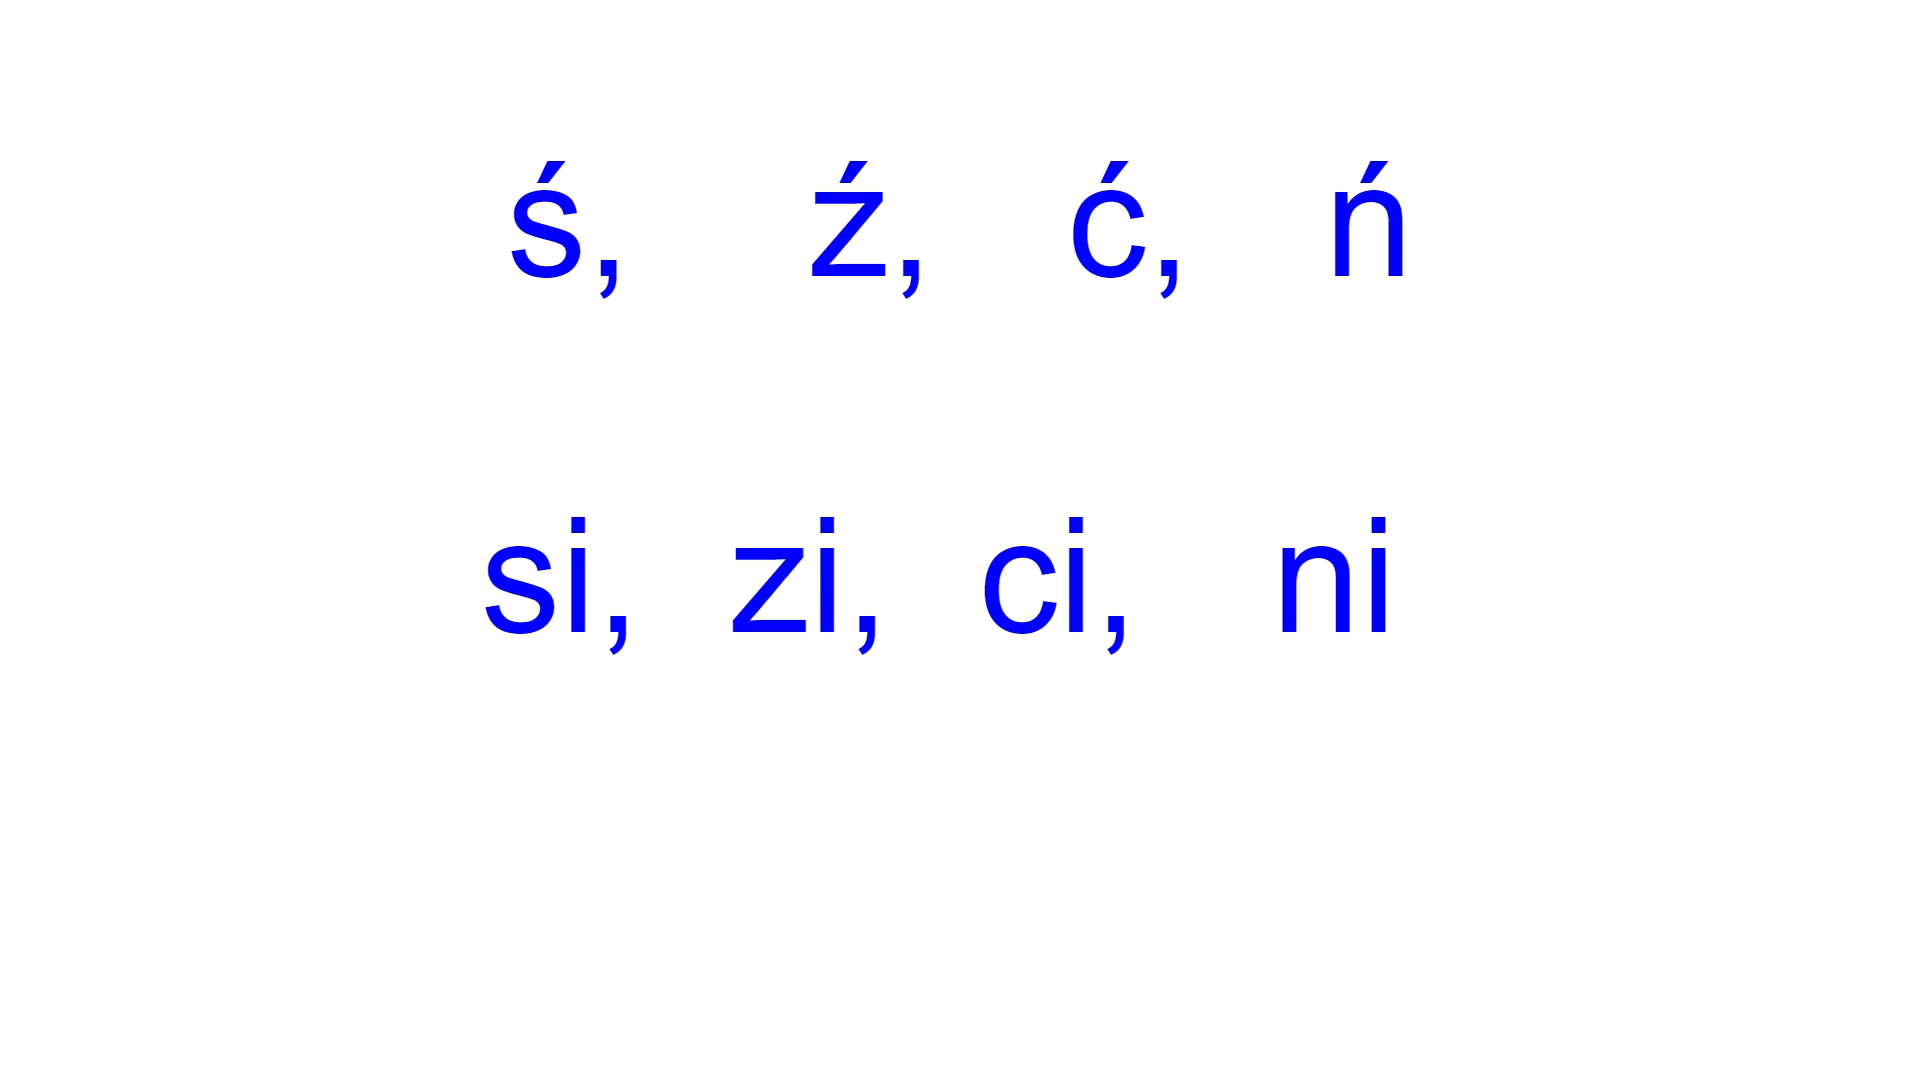 ś, ź, ć, ń
si, zi, ci, ni